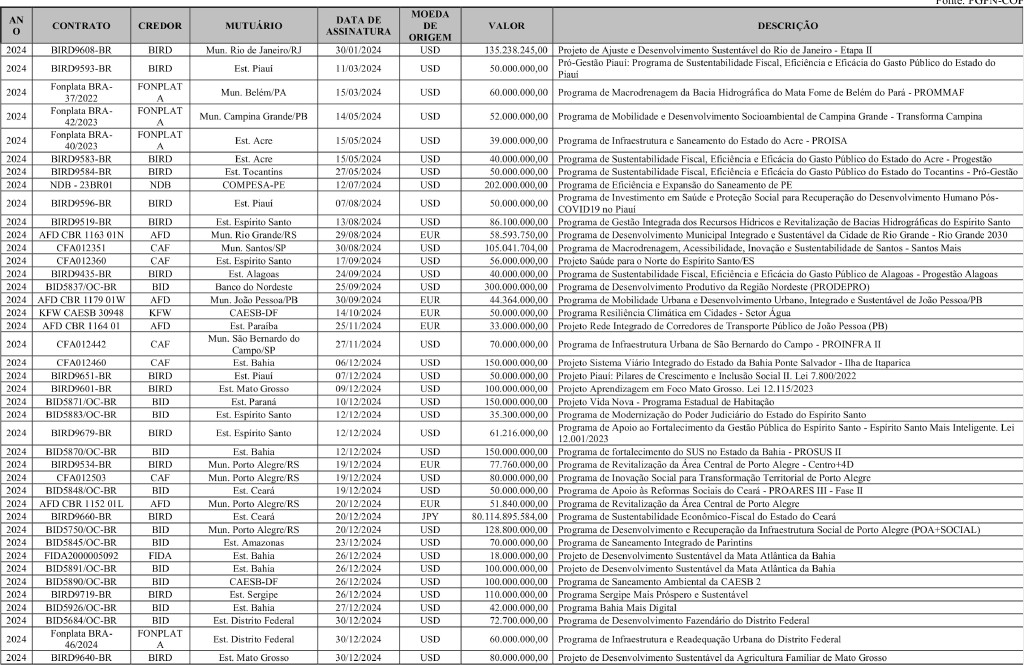 Fonte: PGFN-COF
ANO CONTRATO CREDOR MUTUÁRIO DATA DE ASSINATURA MOEDA DE ORIGEM VALOR DESCRIÇÃO
2024 BIRD9608-BR BIRD Mun. Rio de Janeiro/RJ 30/01/2024 USD 135.238.245,00 Projeto de Ajuste e Desenvolvimento Sustentável do Rio de Janeiro - Etapa II
2024 BIRD9593-BR BIRD Est. Piauí 11/03/2024 USD 50.000.000,00 Pró-Gestão Piauí: Programa de Sustentabilidade Fiscal, Eficiência e Eficácia do Gasto Público do Estado do Piauí
2024 Fonplata BRA-37/2022 FONPLATA Mun. Belém/PA 15/03/2024 USD 60.000.000,00 Programa de Macrodrenagem da Bacia Hidrográfica do Mata Fome de Belém do Pará - PROMMAF
2024 Fonplata BRA-42/2023 FONPLATA Mun. Campina Grande/PB 14/05/2024 USD 52.000.000,00 Programa de Mobilidade e Desenvolvimento Socioambiental de Campina Grande - Transforma Campina
2024 Fonplata BRA-40/2023 FONPLATA Est. Acre 15/05/2024 USD 39.000.000,00 Programa de Infraestrutura e Saneamento do Estado do Acre - PROISA
2024 BIRD9583-BR BIRD Est. Acre 15/05/2024 USD 40.000.000,00 Programa de Sustentabilidade Fiscal, Eficiência e Eficácia do Gasto Público do Estado do Acre - Progestão
2024 BIRD9584-BR BIRD Est. Tocantins 27/05/2024 USD 50.000.000,00 Programa de Sustentabilidade Fiscal, Eficiência e Eficácia do Gasto Público do Estado do Tocantins - Pró-Gestão
2024 NDB - 23BR01 NDB COMPESA-PE 12/07/2024 USD 202.000.000,00 Programa de Eficiência e Expansão do Saneamento de PE
2024 BIRD9596-BR BIRD Est. Piauí 07/08/2024 USD 50.000.000,00 Programa de Investimento em Saúde e Proteção Social para Recuperação do Desenvolvimento Humano Pós-COVID19 no Piauí
2024 BIRD9519-BR BIRD Est. Espírito Santo 13/08/2024 USD 86.100.000,00 Programa de Gestão Integrada dos Recursos Hídricos e Revitalização de Bacias Hidrográficas do Espírito Santo
2024 AFD CBR 1163 01N AFD Mun. Rio Grande/RS 29/08/2024 EUR 58.593.750,00 Programa de Desenvolvimento Municipal Integrado e Sustentável da Cidade de Rio Grande - Rio Grande 2030
2024 CFA012351 CAF Mun. Santos/SP 30/08/2024 USD 105.041.704,00 Programa de Macrodrenagem, Acessibilidade, Inovação e Sustentabilidade de Santos - Santos Mais
2024 CFA012360 CAF Est. Espírito Santo 17/09/2024 USD 56.000.000,00 Projeto Saúde para o Norte do Espírito Santo/ES
2024 BIRD9435-BR BIRD Est. Alagoas 24/09/2024 USD 40.000.000,00 Programa de Sustentabilidade Fiscal, Eficiência e Eficácia do Gasto Público de Alagoas - Progestão Alagoas
2024 BID5837/OC-BR BID Banco do Nordeste 25/09/2024 USD 300.000.000,00 Programa de Desenvolvimento Produtivo da Região Nordeste (PRODEPRO)
2024 AFD CBR 1179 01W AFD Mun. João Pessoa/PB 30/09/2024 EUR 44.364.000,00 Programa de Mobilidade Urbana e Desenvolvimento Urbano, Integrado e Sustentável de João Pessoa/PB
2024 KFW CAESB 30948 KFW CAESB-DF 14/10/2024 EUR 50.000.000,00 Programa Resiliência Climática em Cidades - Setor Água
2024 AFD CBR 1164 01 AFD Est. Paraíba 25/11/2024 EUR 33.000.000,00 Projeto Rede Integrado de Corredores de Transporte Público de João Pessoa (PB)
2024 CFA012442 CAF Mun. São Bernardo do Campo/SP 27/11/2024 USD 70.000.000,00 Programa de Infraestrutura Urbana de São Bernardo do Campo - PROINFRA II
2024 CFA012460 CAF Est. Bahia 06/12/2024 USD 150.000.000,00 Projeto Sistema Viário Integrado do Estado da Bahia Ponte Salvador - Ilha de Itaparica
2024 BIRD9651-BR BIRD Est. Piauí 07/12/2024 USD 50.000.000,00 Projeto Piauí: Pilares de Crescimento e Inclusão Social II. Lei 7.800/2022
2024 BIRD9601-BR BIRD Est. Mato Grosso 09/12/2024 USD 100.000.000,00 Projeto Aprendizagem em Foco Mato Grosso. Lei 12.115/2023
2024 BID5871/OC-BR BID Est. Paraná 10/12/2024 USD 150.000.000,00 Projeto Vida Nova - Programa Estadual de Habitação
2024 BID5883/OC-BR BID Est. Espírito Santo 12/12/2024 USD 35.300.000,00 Programa de Modernização do Poder Judiciário do Estado do Espírito Santo
2024 BIRD9679-BR BIRD Est. Espírito Santo 12/12/2024 USD 61.216.000,00 Programa de Apoio ao Fortalecimento da Gestão Pública do Espírito Santo - Espírito Santo Mais Inteligente. Lei 12.001/2023
2024 BID5870/OC-BR BID Est. Bahia 12/12/2024 USD 150.000.000,00 Programa de fortalecimento do SUS no Estado da Bahia - PROSUS II
2024 BIRD9534-BR BIRD Mun. Porto Alegre/RS 19/12/2024 EUR 77.760.000,00 Programa de Revitalização da Área Central de Porto Alegre - Centro+4D
2024 CFA012503 CAF Mun. Porto Alegre/RS 19/12/2024 USD 80.000.000,00 Programa de Inovação Social para Transformação Territorial de Porto Alegre
2024 BID5848/OC-BR BID Est. Ceará 19/12/2024 USD 50.000.000,00 Programa de Apoio às Reformas Sociais do Ceará - PROARES III - Fase II
2024 AFD CBR 1152 01L AFD Mun. Porto Alegre/RS 20/12/2024 EUR 51.840.000,00 Programa de Revitalização da Área Central de Porto Alegre
2024 BIRD9660-BR BIRD Est. Ceará 20/12/2024 JPY 80.114.895.584,00 Programa de Sustentabilidade Econômico-Fiscal do Estado do Ceará
2024 BID5750/OC-BR BID Mun. Porto Alegre/RS 20/12/2024 USD 128.800.000,00 Programa de Desenvolvimento e Recuperação da Infraestrutura Social de Porto Alegre (POA+SOCIAL)
2024 BID5845/OC-BR BID Est. Amazonas 23/12/2024 USD 70.000.000,00 Programa de Saneamento Integrado de Parintins
2024 FIDA2000005092 FIDA Est. Bahia 26/12/2024 USD 18.000.000,00 Projeto de Desenvolvimento Sustentável da Mata Atlântica da Bahia
2024 BID5891/OC-BR BID Est. Bahia 26/12/2024 USD 100.000.000,00 Projeto de Desenvolvimento Sustentável da Mata Atlântica da Bahia
2024 BID5890/OC-BR BID CAESB-DF 26/12/2024 USD 100.000.000,00 Programa de Saneamento Ambiental da CAESB 2
2024 BIRD9719-BR BIRD Est. Sergipe 26/12/2024 USD 110.000.000,00 Programa Sergipe Mais Próspero e Sustentável
2024 BID5926/OC-BR BID Est. Bahia 27/12/2024 USD 42.000.000,00 Programa Bahia Mais Digital
2024 BID5684/OC-BR BID Est. Distrito Federal 30/12/2024 USD 72.700.000,00 Programa de Desenvolvimento Fazendário do Distrito Federal
2024 Fonplata BRA-46/2024 FONPLATA Est. Distrito Federal 30/12/2024 USD 60.000.000,00 Programa de Infraestrutura e Readequação Urbana do Distrito Federal
2024 BIRD9640-BR BIRD Est. Mato Grosso 30/12/2024 USD 80.000.000,00 Projeto de Desenvolvimento Sustentável da Agricultura Familiar de Mato Grosso